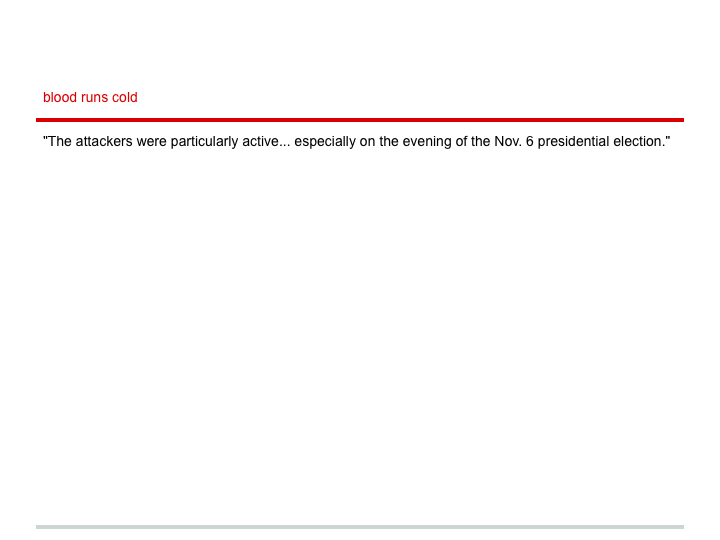 blood runs cold
"The attackers were particularly active... especially on the evening of the Nov. 6 presidential election."